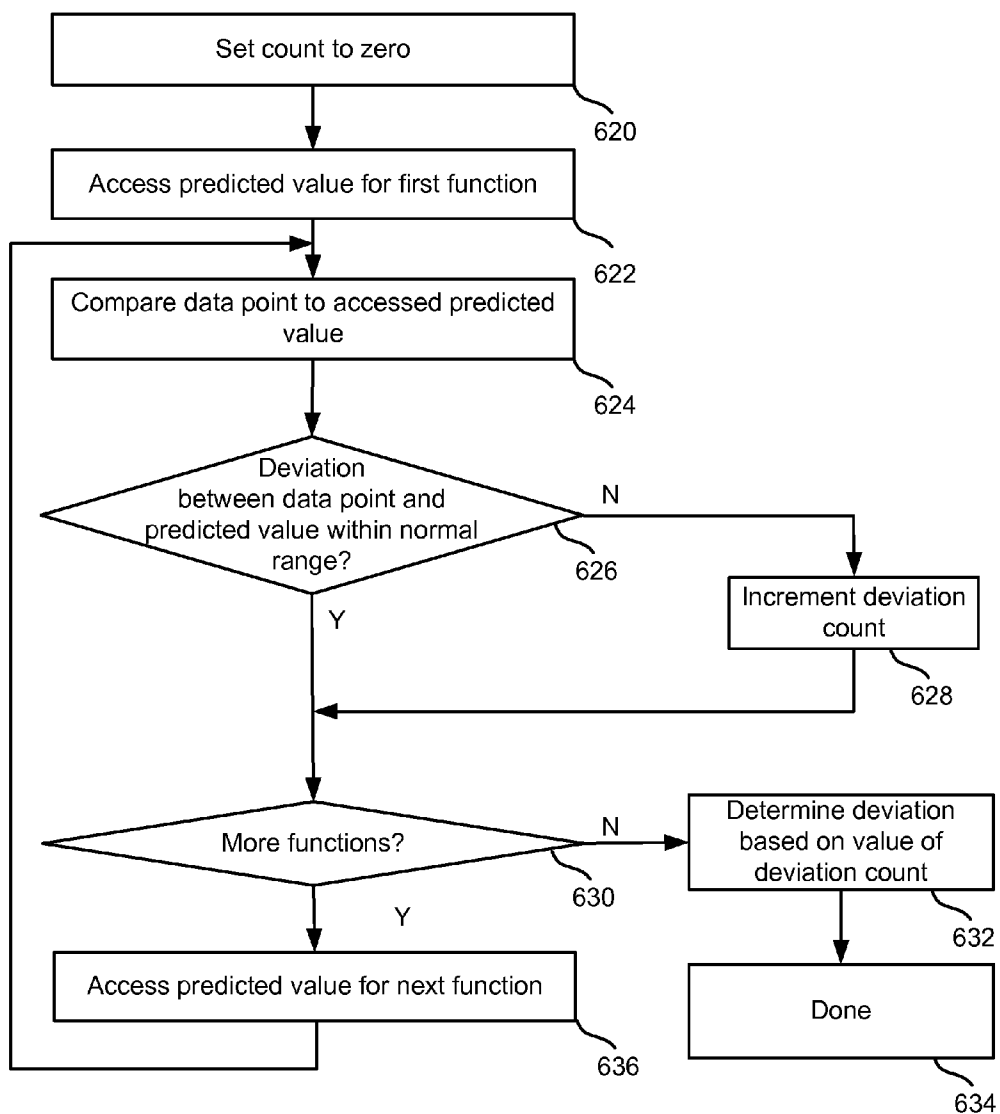 Set count to zero
620
Access predicted value for first function
622
Compare data point to accessed predicted
value
624
Deviation
between data point and
predicted value within normal
range?
N
626
Y
Increment deviation
count
628
More functions?
N
630
Y
Determine deviation
based on value of
deviation count
632
Access predicted value for next function
636
Done
634